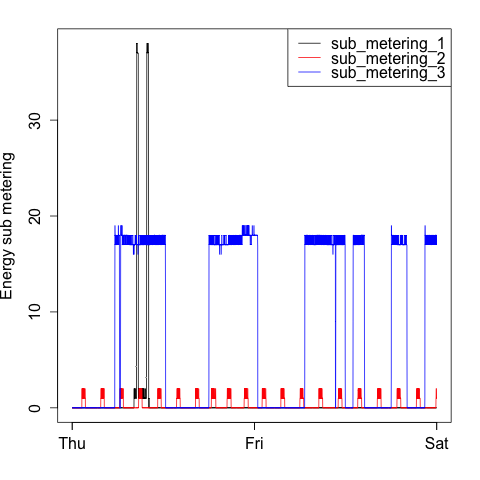 sub_metering_1
sub_metering_2
sub_metering_3
Energy sub metering
30
20
10
0
Thu Fri Sat